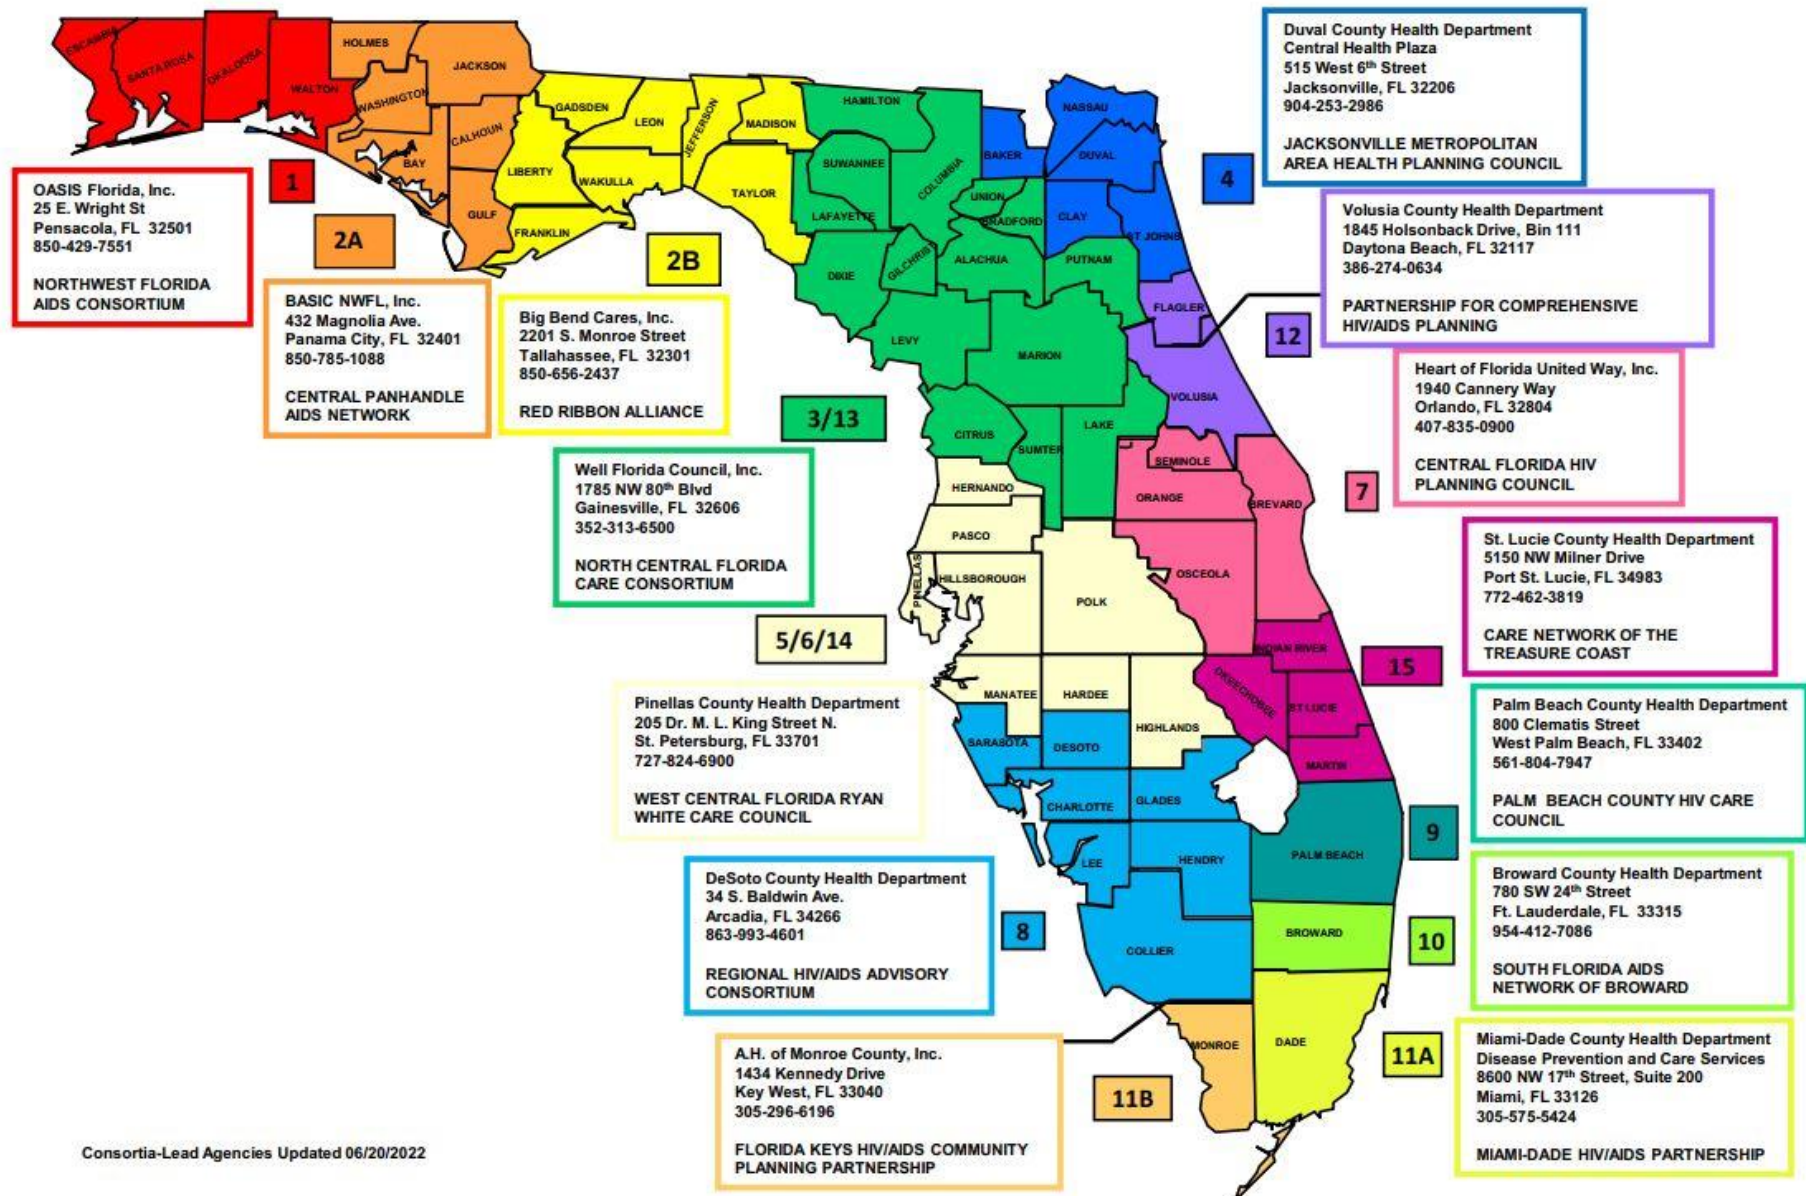 ESCAMBIA
SANTA ROSA
OKALOOSA
WALTON
HOLMES
JACKSON
WASHINGTON
CALHOUN
BAY
GULF
GADSDEN
LEON
JEFFERSON
MADISON
LIBERTY
WAKULLA
TAYLOR
FRANKLIN
HAMILTON
SUWANNEE
COLUMBIA
LAFAYETTE
UNION
BRADFORD
DIXIE
GILCHRIST
ALACHUA
PUTNAM
LEVY
MARION
CITRUS
SUMTER
LAKE
BAKER
NASSAU
DUVAL
CLAY
ST JOHNS
FLAGLER
VOLUSIA
SEMINOLE
ORANGE
BREVARD
OSCEOLA
HERNANDO
PASCO
PINELLAS
HILLSBOROUGH
POLK
MANATEE
HARDEE
HIGHLANDS
INDIAN RIVER
OKEECHOBEE
ST LUCIE
MARTIN
SARASOTA
DESOTO
CHARLOTTE
GLADES
LEE
HENDRY
COLLIER
PALM BEACH
BROWARD
DADE
MONROE
1
OASIS Florida, Inc.
25 E. Wright St
Pensacola, FL 32501
850-429-7551
NORTHWEST FLORIDA
AIDS CONSORTIUM
2A
BASIC NWFL, Inc.
432 Magnolia Ave.
Panama City, FL 32401
850-785-1088
CENTRAL PANHANDLE
AIDS NETWORK
2B
Big Bend Cares, Inc.
2201 S. Monroe Street
Tallahassee, FL 32301
850-656-2437
RED RIBBON ALLIANCE
3/13
Well Florida Council, Inc.
1785 NW 80th Blvd
Gainesville, FL 32606
352-313-6500
NORTH CENTRAL FLORIDA
CARE CONSORTIUM
4
Duval County Health Department
Central Health Plaza
515 West 6th Street
Jacksonville, FL 32206
904-253-2986
JACKSONVILLE METROPOLITAN
AREA HEALTH PLANNING COUNCIL
12
Volusia County Health Department
1845 Holsonback Drive, Bin 111
Daytona Beach, FL 32117
386-274-0634
PARTNERSHIP FOR COMPREHENSIVE
HIV/AIDS PLANNING
7
Heart of Florida United Way, Inc.
1940 Cannery Way
Orlando, FL 32804
407-835-0900
CENTRAL FLORIDA HIV
PLANNING COUNCIL
15
St. Lucie County Health Department
5150 NW Milner Drive
Port St. Lucie, FL 34983
772-462-3819
CARE NETWORK OF THE
TREASURE COAST
5/6/14
Pinellas County Health Department
205 Dr. M. L. King Street N.
St. Petersburg, FL 33701
727-824-6900
WEST CENTRAL FLORIDA RYAN
WHITE CARE COUNCIL
9
Palm Beach County Health Department
800 Clematis Street
West Palm Beach, FL 33402
561-804-7947
PALM BEACH COUNTY HIV CARE
COUNCIL
8
DeSoto County Health Department
34 S. Baldwin Ave.
Arcadia, FL 34266
863-993-4601
REGIONAL HIV/AIDS ADVISORY
CONSORTIUM
10
Broward County Health Department
780 SW 24th Street
Ft. Lauderdale, FL 33315
954-412-7086
SOUTH FLORIDA AIDS
NETWORK OF BROWARD
11B
A.H. of Monroe County, Inc.
1434 Kennedy Drive
Key West, FL 33040
305-296-6196
FLORIDA KEYS HIV/AIDS COMMUNITY
PLANNING PARTNERSHIP
11A
Miami-Dade County Health Department
Disease Prevention and Care Services
8600 NW 17th Street, Suite 200
Miami, FL 33126
305-575-5424
MIAMI-DADE HIV/AIDS PARTNERSHIP
Consortia-Lead Agencies Updated 06/20/2022